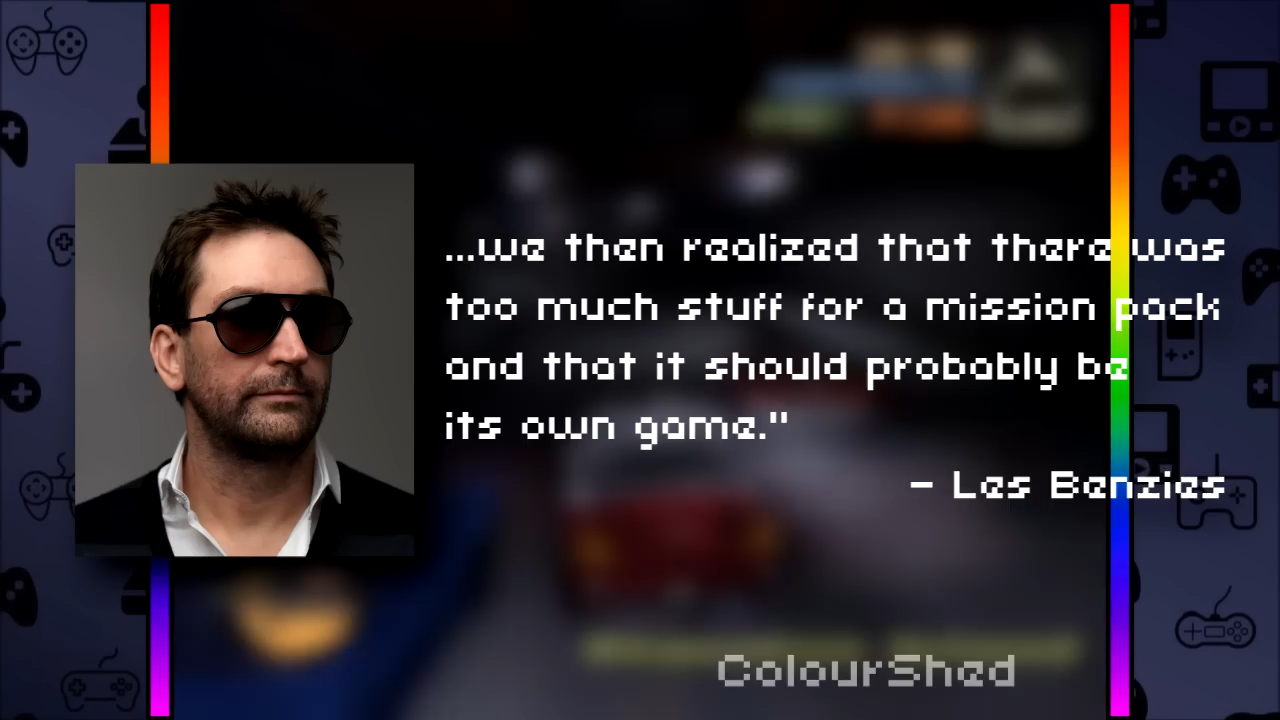 ...we then realized that there was
too much stuff for a mission pack
and that it should probably be
its own game."
- Les Benzies
ColourShed